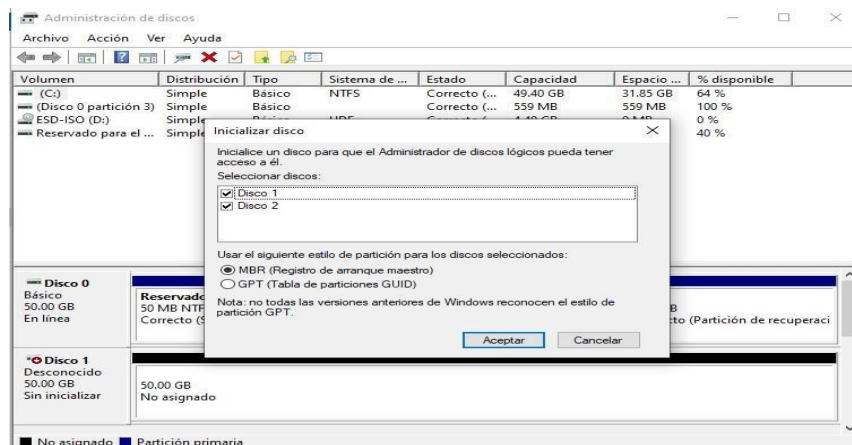 Administración de discos
Archivo Acción Ver Ayuda
Volumen Distribución Tipo Sistema de ... Estado Capacidad Espacio ... % disponible
(C:) Simple Básico NTFS Correcto (... 49.40 GB 31.85 GB 64 %
(Disco 0 partición 3) Simple Básico Correcto (... 559 MB 559 MB 100 %
ESD-ISO (D:) Simple 0 %
Reservado para el ... Simple 40 %
Inicializar disco
Inicialice un disco para que el Administrador de discos lógicos pueda tener
acceso a él.
Seleccionar discos:
Disco 1
Disco 2
Usar el siguiente estilo de partición para los discos seleccionados:
MBR (Registro de arranque maestro)
GPT (Tabla de particiones GUID)
Nota: no todas las versiones anteriores de Windows reconocen el estilo de
partición GPT.
Aceptar Cancelar
Disco 0
Básico
50.00 GB
En línea
Reservado
50 MB NTF
Correcto (S
B
to (Partición de recuperaci
Disco 1
Desconocido
50.00 GB
Sin inicializar
50.00 GB
No asignado
No asignado Partición primaria